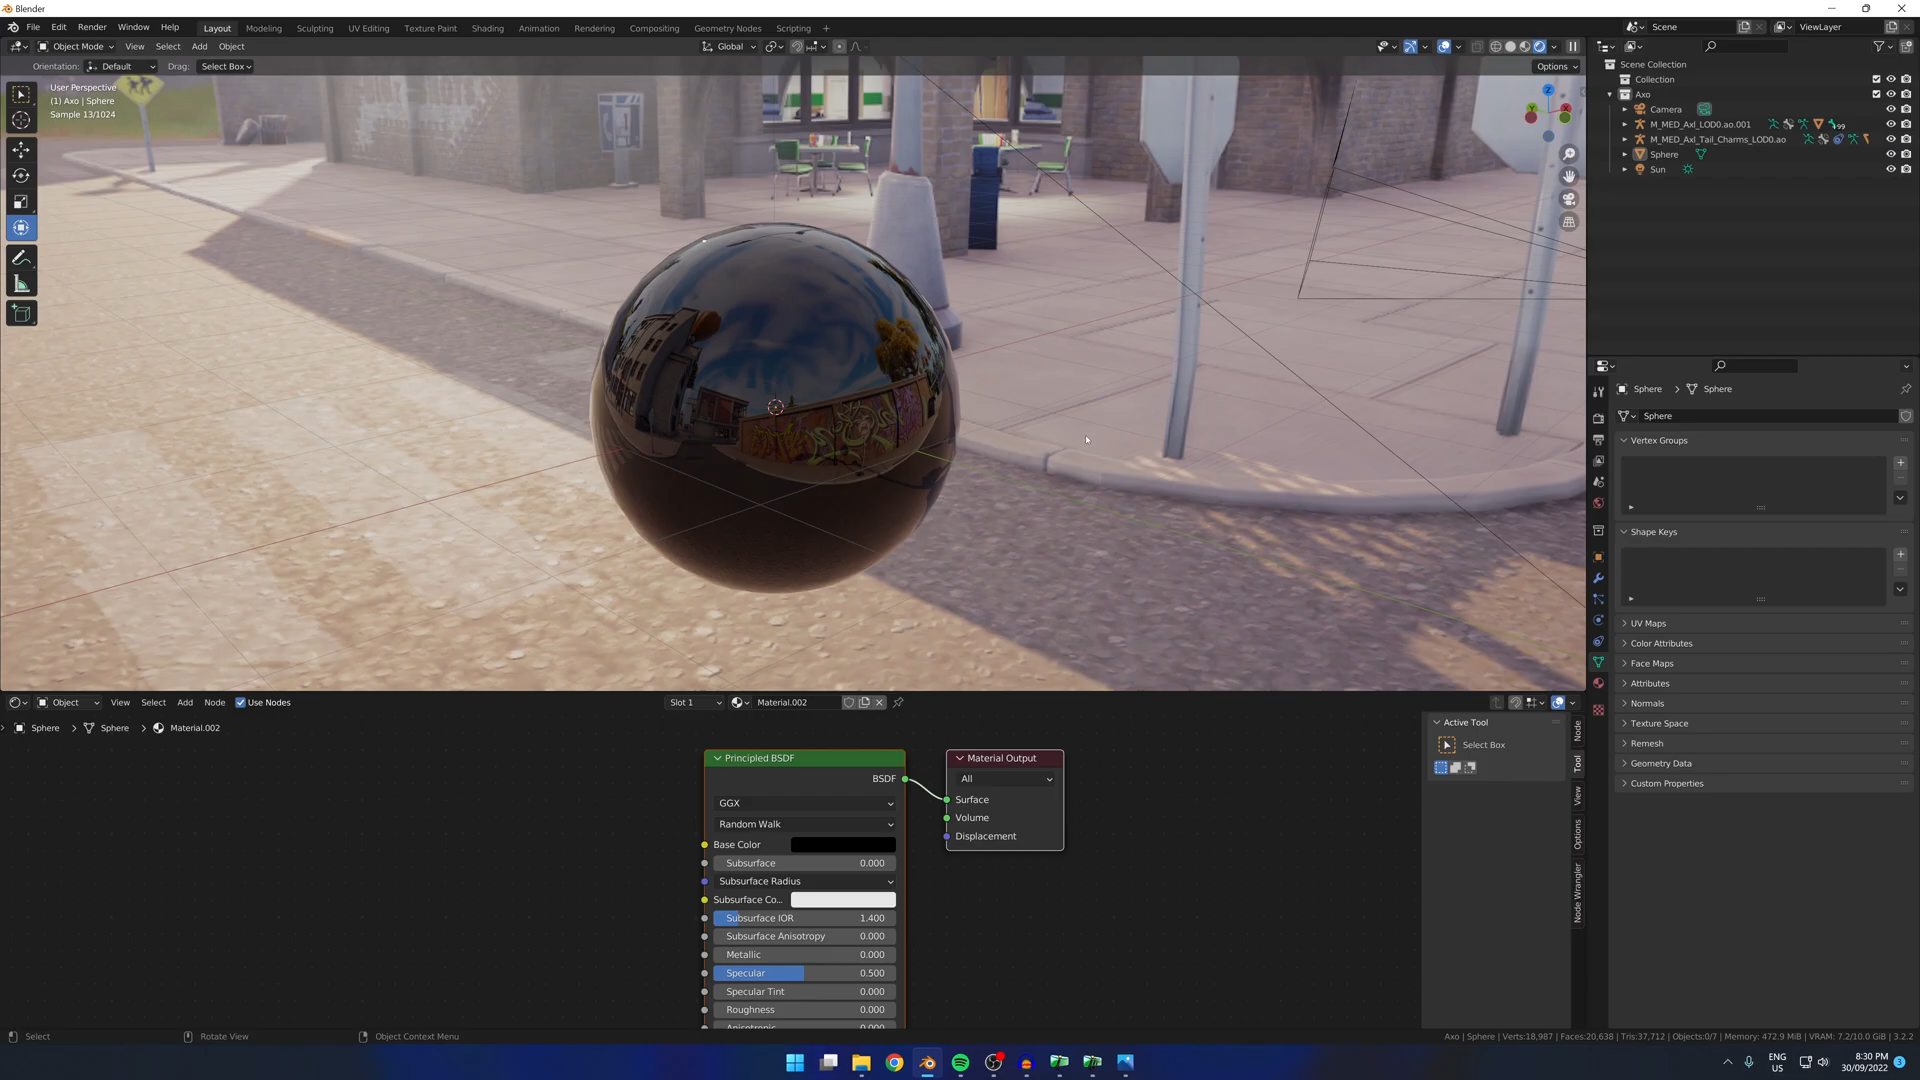 Blender
File Edit Render Window Help Layout Modeling Sculpting UV Editing Texture Paint Shading Animation Rendering Compositing Geometry Nodes Scripting + Scene ViewLayer
Object Mode View Select Add Object Global
Orientation: Default Drag: Select Box Options
User Perspective
(1) Axo | Sphere
Sample 13/1024
Z
Y
X
Scene Collection
Collection
Axo
Camera
M_MED_Axl_LOD0.ao.001 99
M_MED_Axl_Tail_Charms_LOD0.ao
Sphere
Sun
Sphere > Sphere
Sphere
Vertex Groups
Shape Keys
UV Maps
Color Attributes
Face Maps
Attributes
Normals
Texture Space
Remesh
Geometry Data
Custom Properties
Object View Select Add Node Use Nodes Slot 1 Material.002
Sphere > Sphere > Material.002
Active Tool
Select Box
Node
Tool
View
Options
Node Wrangler
Principled BSDF
BSDF
GGX
Random Walk
Base Color
Subsurface 0.000
Subsurface Radius
Subsurface Co...
Subsurface IOR 1.400
Subsurface Anisotropy 0.000
Metallic 0.000
Specular 0.500
Specular Tint 0.000
Roughness 0.000
Anisotropic 0.000
Material Output
All
Surface
Volume
Displacement
Select Rotate View Object Context Menu
Axo | Sphere | Verts:18,987 | Faces:20,638 | Tris:37,712 | Objects:0/7 | Memory: 472.9 MiB | VRAM: 7.2/10.0 GiB | 3.2.2
ENG
US
8:30 PM
30/09/2022
3